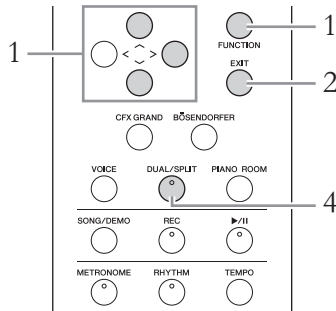 1
1
FUNCTION
EXIT
2
CFX GRAND BÖSENDORFER
VOICE DUAL/SPLIT PIANO ROOM
4
SONG/DEMO REC ▶/II
METRONOME RHYTHM TEMPO